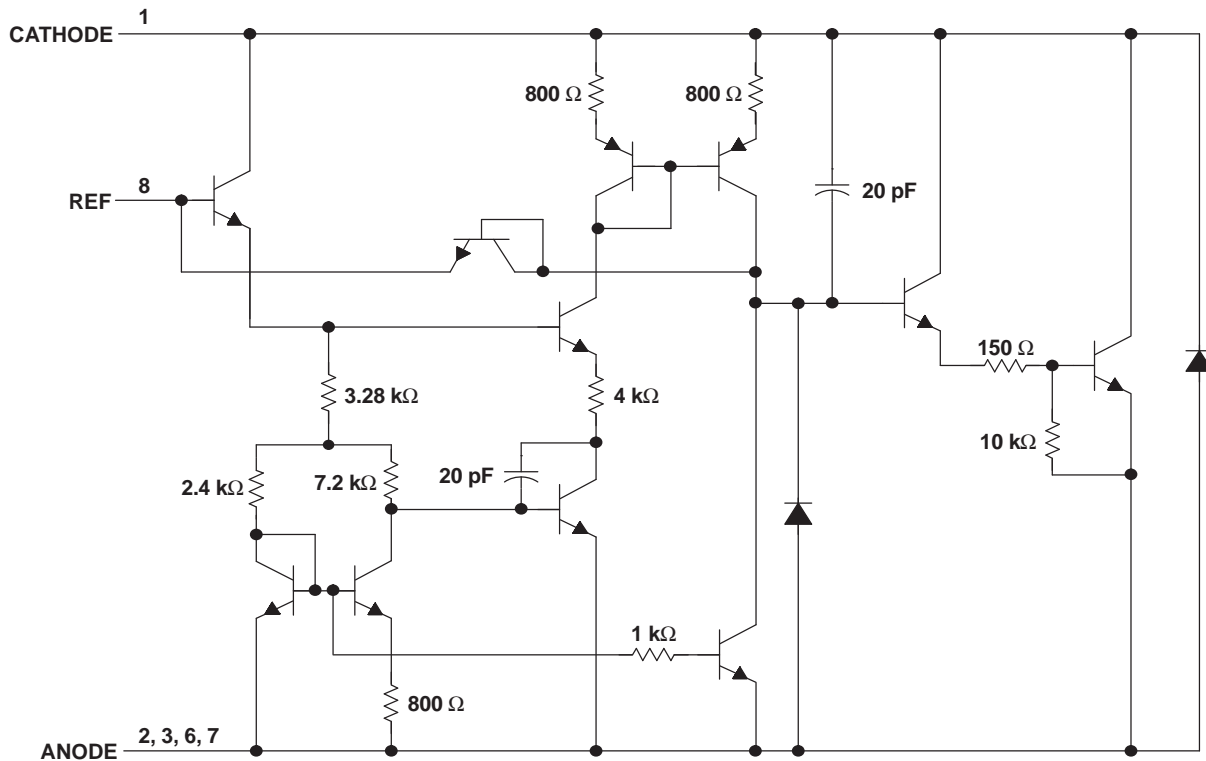 1
CATHODE
800 Ω
800 Ω
8
REF
20 pF
150 Ω
3.28 kΩ
4 kΩ
10 kΩ
2.4 kΩ
7.2 kΩ
20 pF
1 kΩ
800 Ω
2, 3, 6, 7
ANODE